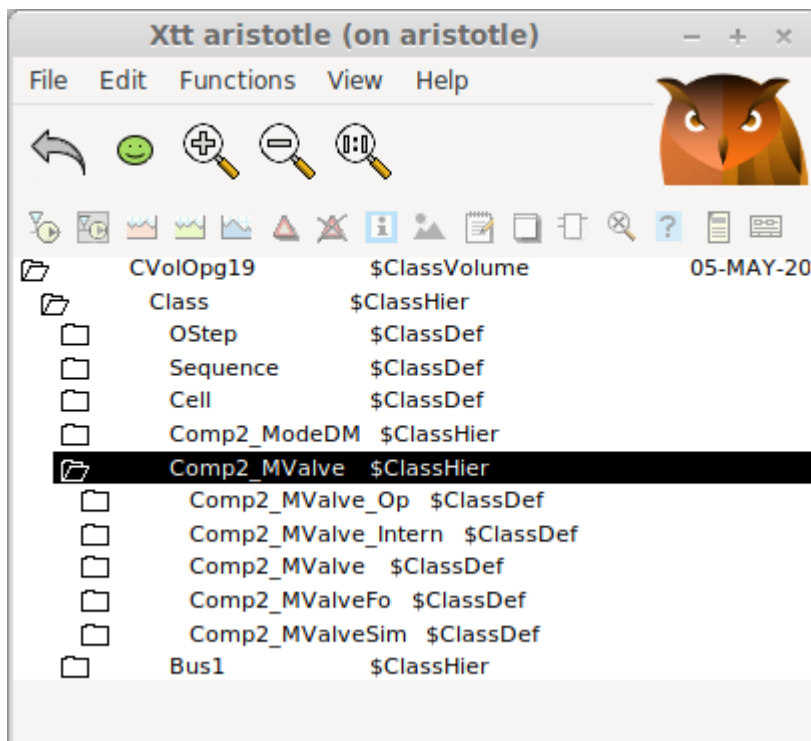 Xtt aristotle (on aristotle)
File Edit Functions View Help
CVolOpg19 $ClassVolume 05-MAY-20
Class $ClassHier
OStep $ClassDef
Sequence $ClassDef
Cell $ClassDef
Comp2_ModeDM $ClassHier
Comp2_MValve $ClassHier
Comp2_MValve_Op $ClassDef
Comp2_MValve_Intern $ClassDef
Comp2_MValve $ClassDef
Comp2_MValveFo $ClassDef
Comp2_MValveSim $ClassDef
Bus1 $ClassHier